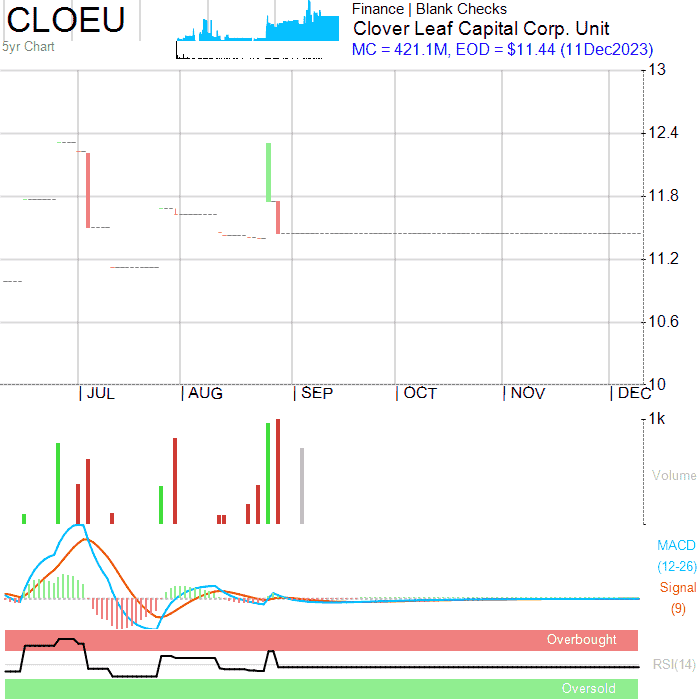 CLOEU
5yr Chart
Finance | Blank Checks
Clover Leaf Capital Corp. Unit
MC = 421.1M, EOD = $11.44 (11Dec2023)
13
12.4
11.8
11.2
10.6
10
JUL
AUG
SEP
OCT
NOV
DEC
1k
Volume
MACD
(12-26)
Signal
(9)
Overbought
RSI(14)
Oversold